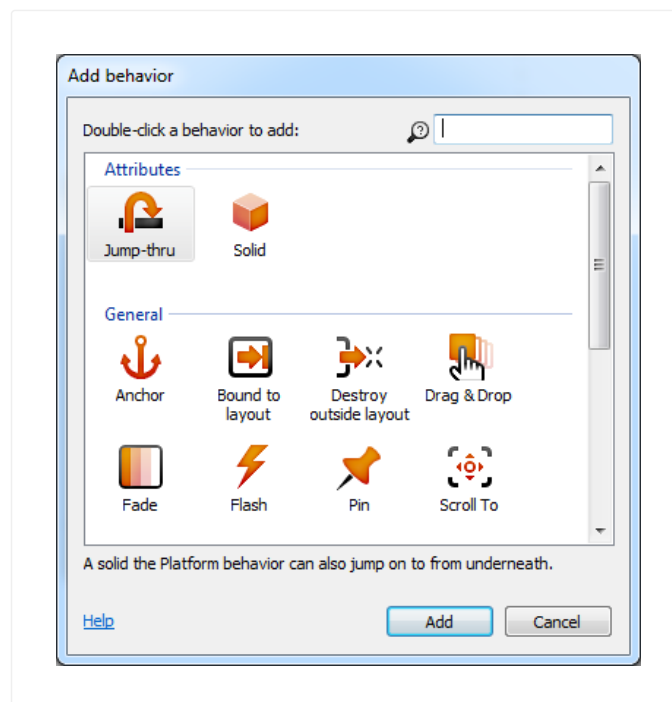 Add behavior
Double-click a behavior to add:
Attributes
Jump-thru Solid
General
Anchor Bound to layout Destroy outside layout Drag & Drop
Fade Flash Pin Scroll To
A solid the Platform behavior can also jump on to from underneath.
Help Add Cancel